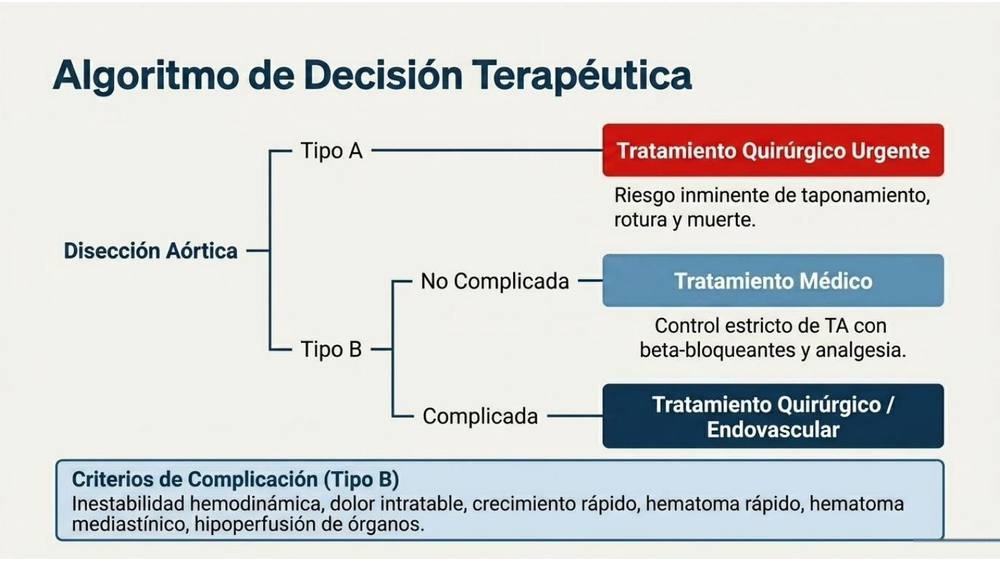 Algoritmo de Decisión Terapéutica
Tipo A
Tratamiento Quirúrgico Urgente
Riesgo inminente de taponamiento,
rotura y muerte.
Disección Aórtica
No Complicada
Tratamiento Médico
Control estricto de TA con
beta-bloqueantes y analgesia.
Tipo B
Complicada
Tratamiento Quirúrgico /
Endovascular
Criterios de Complicación (Tipo B)
Inestabilidad hemodinámica, dolor intratable, crecimiento rápido, hematoma rápido, hematoma
mediastínico, hipoperfusión de órganos.